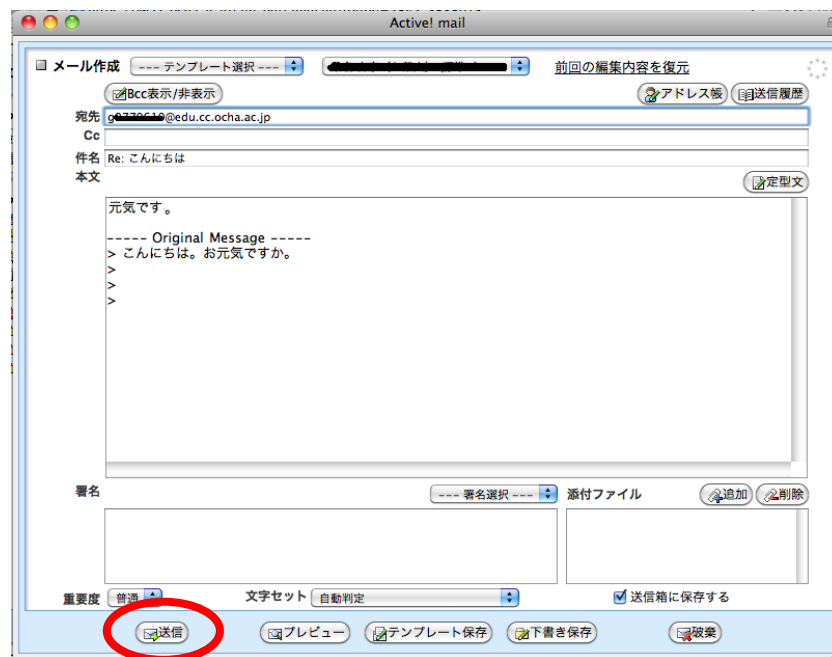 Active! mail
メール作成 --- テンプレート選択 --- 前回の編集内容を復元
Bcc表示/非表示 アドレス帳 送信履歴
宛先 @edu.cc.ocha.ac.jp
Cc
件名 Re: こんにちは
本文 定型文
元気です。
----- Original Message -----
> こんにちは。お元気ですか。
>
>
>
署名 --- 署名選択 --- 添付ファイル 追加 削除
重要度 普通 文字セット 自動判定 送信箱に保存する
送信 プレビュー テンプレート保存 下書き保存 破棄